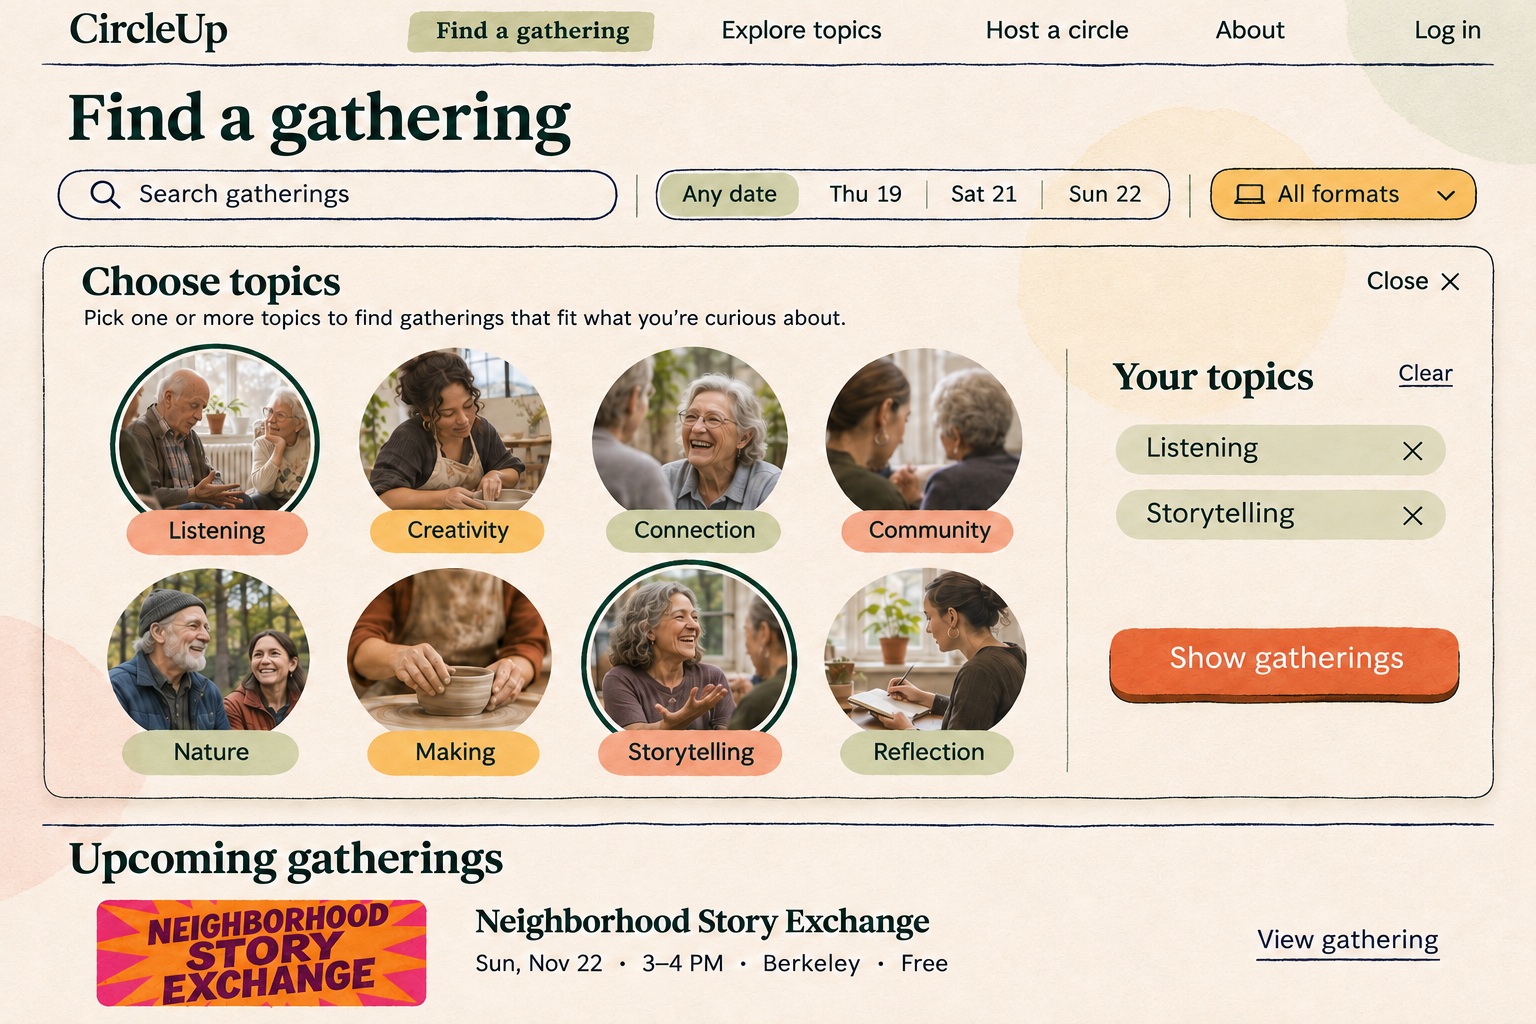 CircleUp
Find a gathering
Explore topics
Host a circle
About
Log in
Find a gathering
Search gatherings
Any date
Thu 19
Sat 21
Sun 22
All formats
Choose topics
Close
Pick one or more topics to find gatherings that fit what you’re curious about.
Listening
Creativity
Connection
Community
Nature
Making
Storytelling
Reflection
Your topics
Clear
Listening
Storytelling
Show gatherings
Upcoming gatherings
NEIGHBORHOOD
STORY
EXCHANGE
Neighborhood Story Exchange
Sun, Nov 22 • 3–4 PM • Berkeley • Free
View gathering